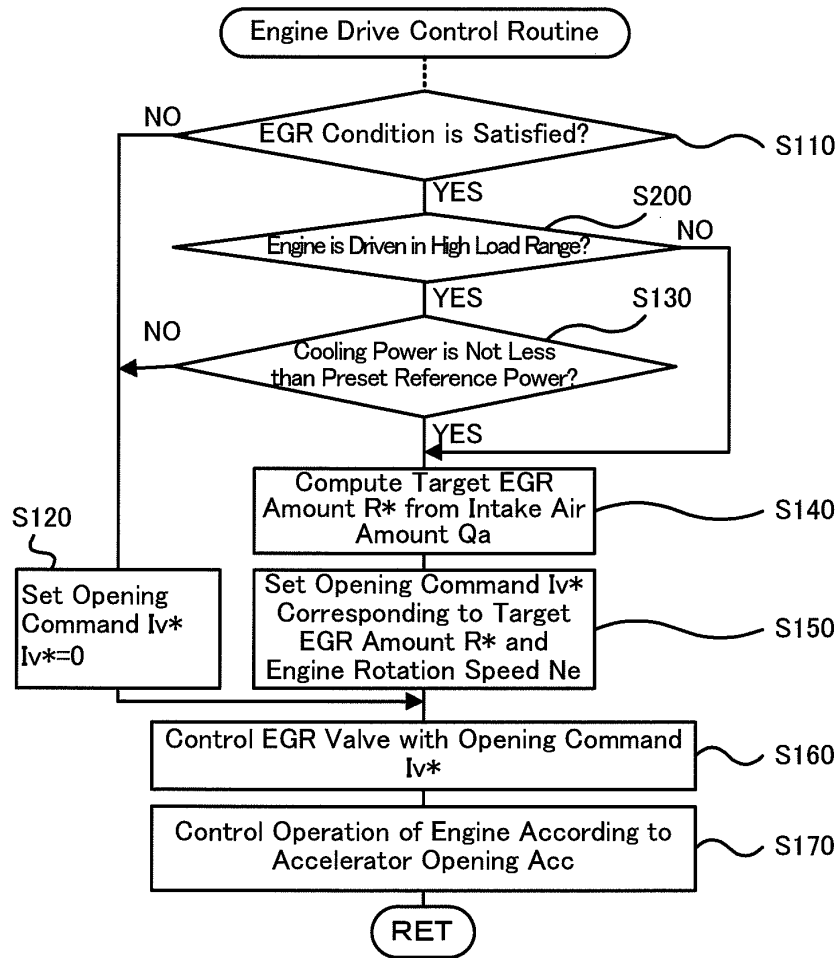 Engine Drive Control Routine
NO
EGR Condition is Satisfied?
S110
YES
S200
Engine is Driven in High Load Range?
NO
YES
S130
NO
Cooling Power is Not Less
than Preset Reference Power?
YES
Compute Target EGR
Amount R* from Intake Air
Amount Qa
S140
S120
Set Opening
Command Iv*
Iv*=0
Set Opening Command Iv*
Corresponding to Target
EGR Amount R* and
Engine Rotation Speed Ne
S150
Control EGR Valve with Opening Command
Iv*
S160
Control Operation of Engine According to
Accelerator Opening Acc
S170
RET